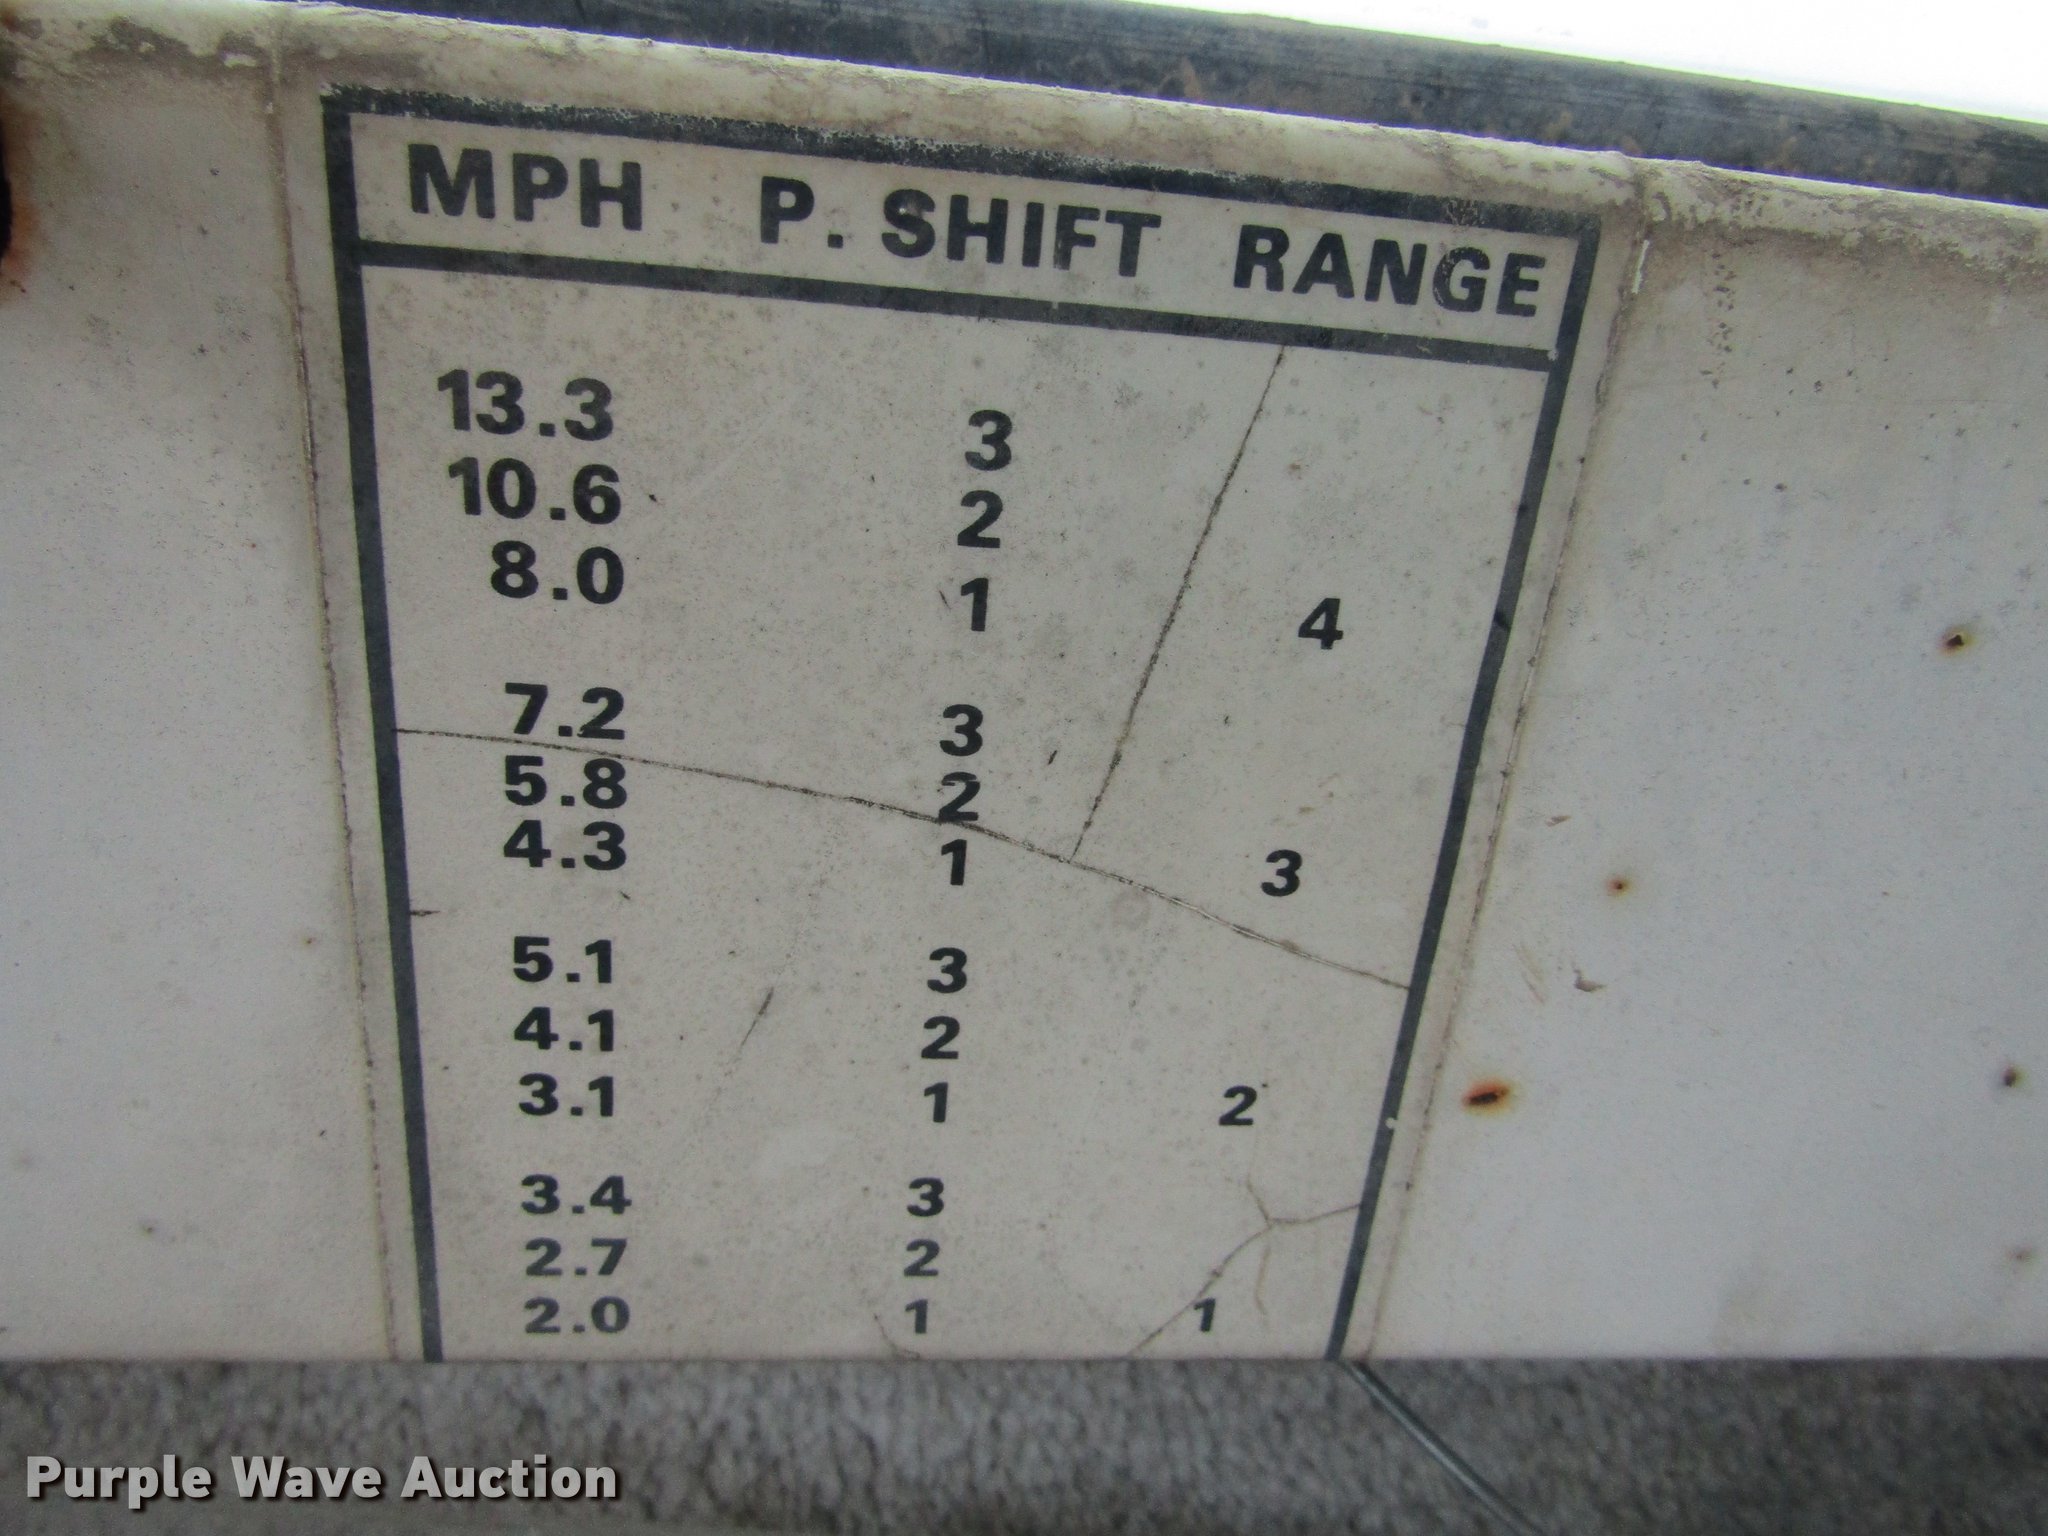 MPH P. SHIFT RANGE
13.3 3
10.6 2
8.0 1 4
7.2 3
5.8 2
4.3 1 3
5.1 3
4.1 2
3.1 1 2
3.4 3
2.7 2
2.0 1 1
Purple Wave Auction